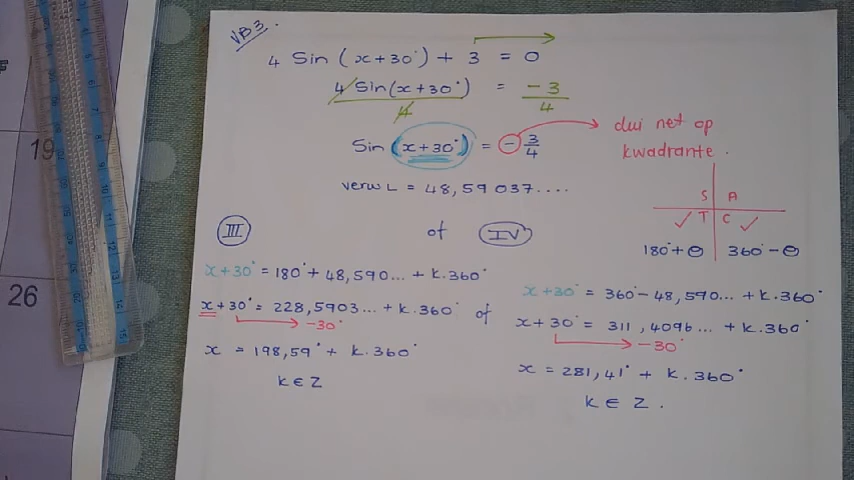 VB3.
4 Sin (x+30°) + 3 = 0
4 Sin(x+30°) / 4 = -3 / 4
Sin (x+30°) = - 3/4
dui net op
kwadrante.
verw L = 48,59037....
S A
T C
180°+Θ 360°-Θ
III of IV
x+30° = 180° + 48,590... + k.360°
x+30° = 228,5903... + k.360°
-30°
x = 198,59° + k.360°
k ∈ Z
of
x+30° = 360° - 48,590... + k.360°
x+30° = 311,4096... + k.360°
-30°
x = 281,41° + k.360°
k ∈ Z.
19
26